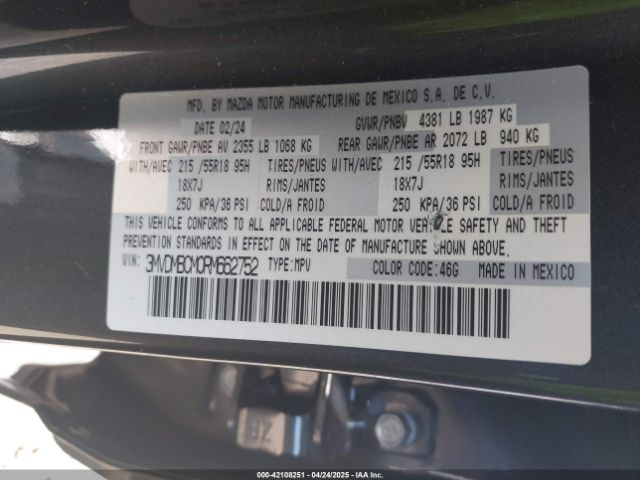 MFD. BY MAZDA MOTOR MANUFACTURING DE MEXICO S.A. DE C.V.
DATE 02/24 GVWR/PNBV 4381 LB 1987 KG
FRONT GAWR/PNBE AV 2355 LB 1068 KG REAR GAWR/PNBE AR 2072 LB 940 KG
WITH/AVEC 215 /55R18 95H TIRES/PNEUS WITH/AVEC 215 /55R18 95H TIRES/PNEUS
18X7J RIMS/JANTES 18X7J RIMS/JANTES
250 KPA/36 PSI COLD/A FROID 250 KPA/36 PSI COLD/A FROID
THIS VEHICLE CONFORMS TO ALL APPLICABLE FEDERAL MOTOR VEHICLE SAFETY AND THEFT
PREVENTION STANDARDS IN EFFECT ON THE DATE OF MANUFACTURE SHOWN ABOVE.
VIN: 3MVDMBCM0RM662752 TYPE: MPV COLOR CODE: 46G MADE IN MEXICO
000-42108251 - 04/24/2025 - IAAI.COM